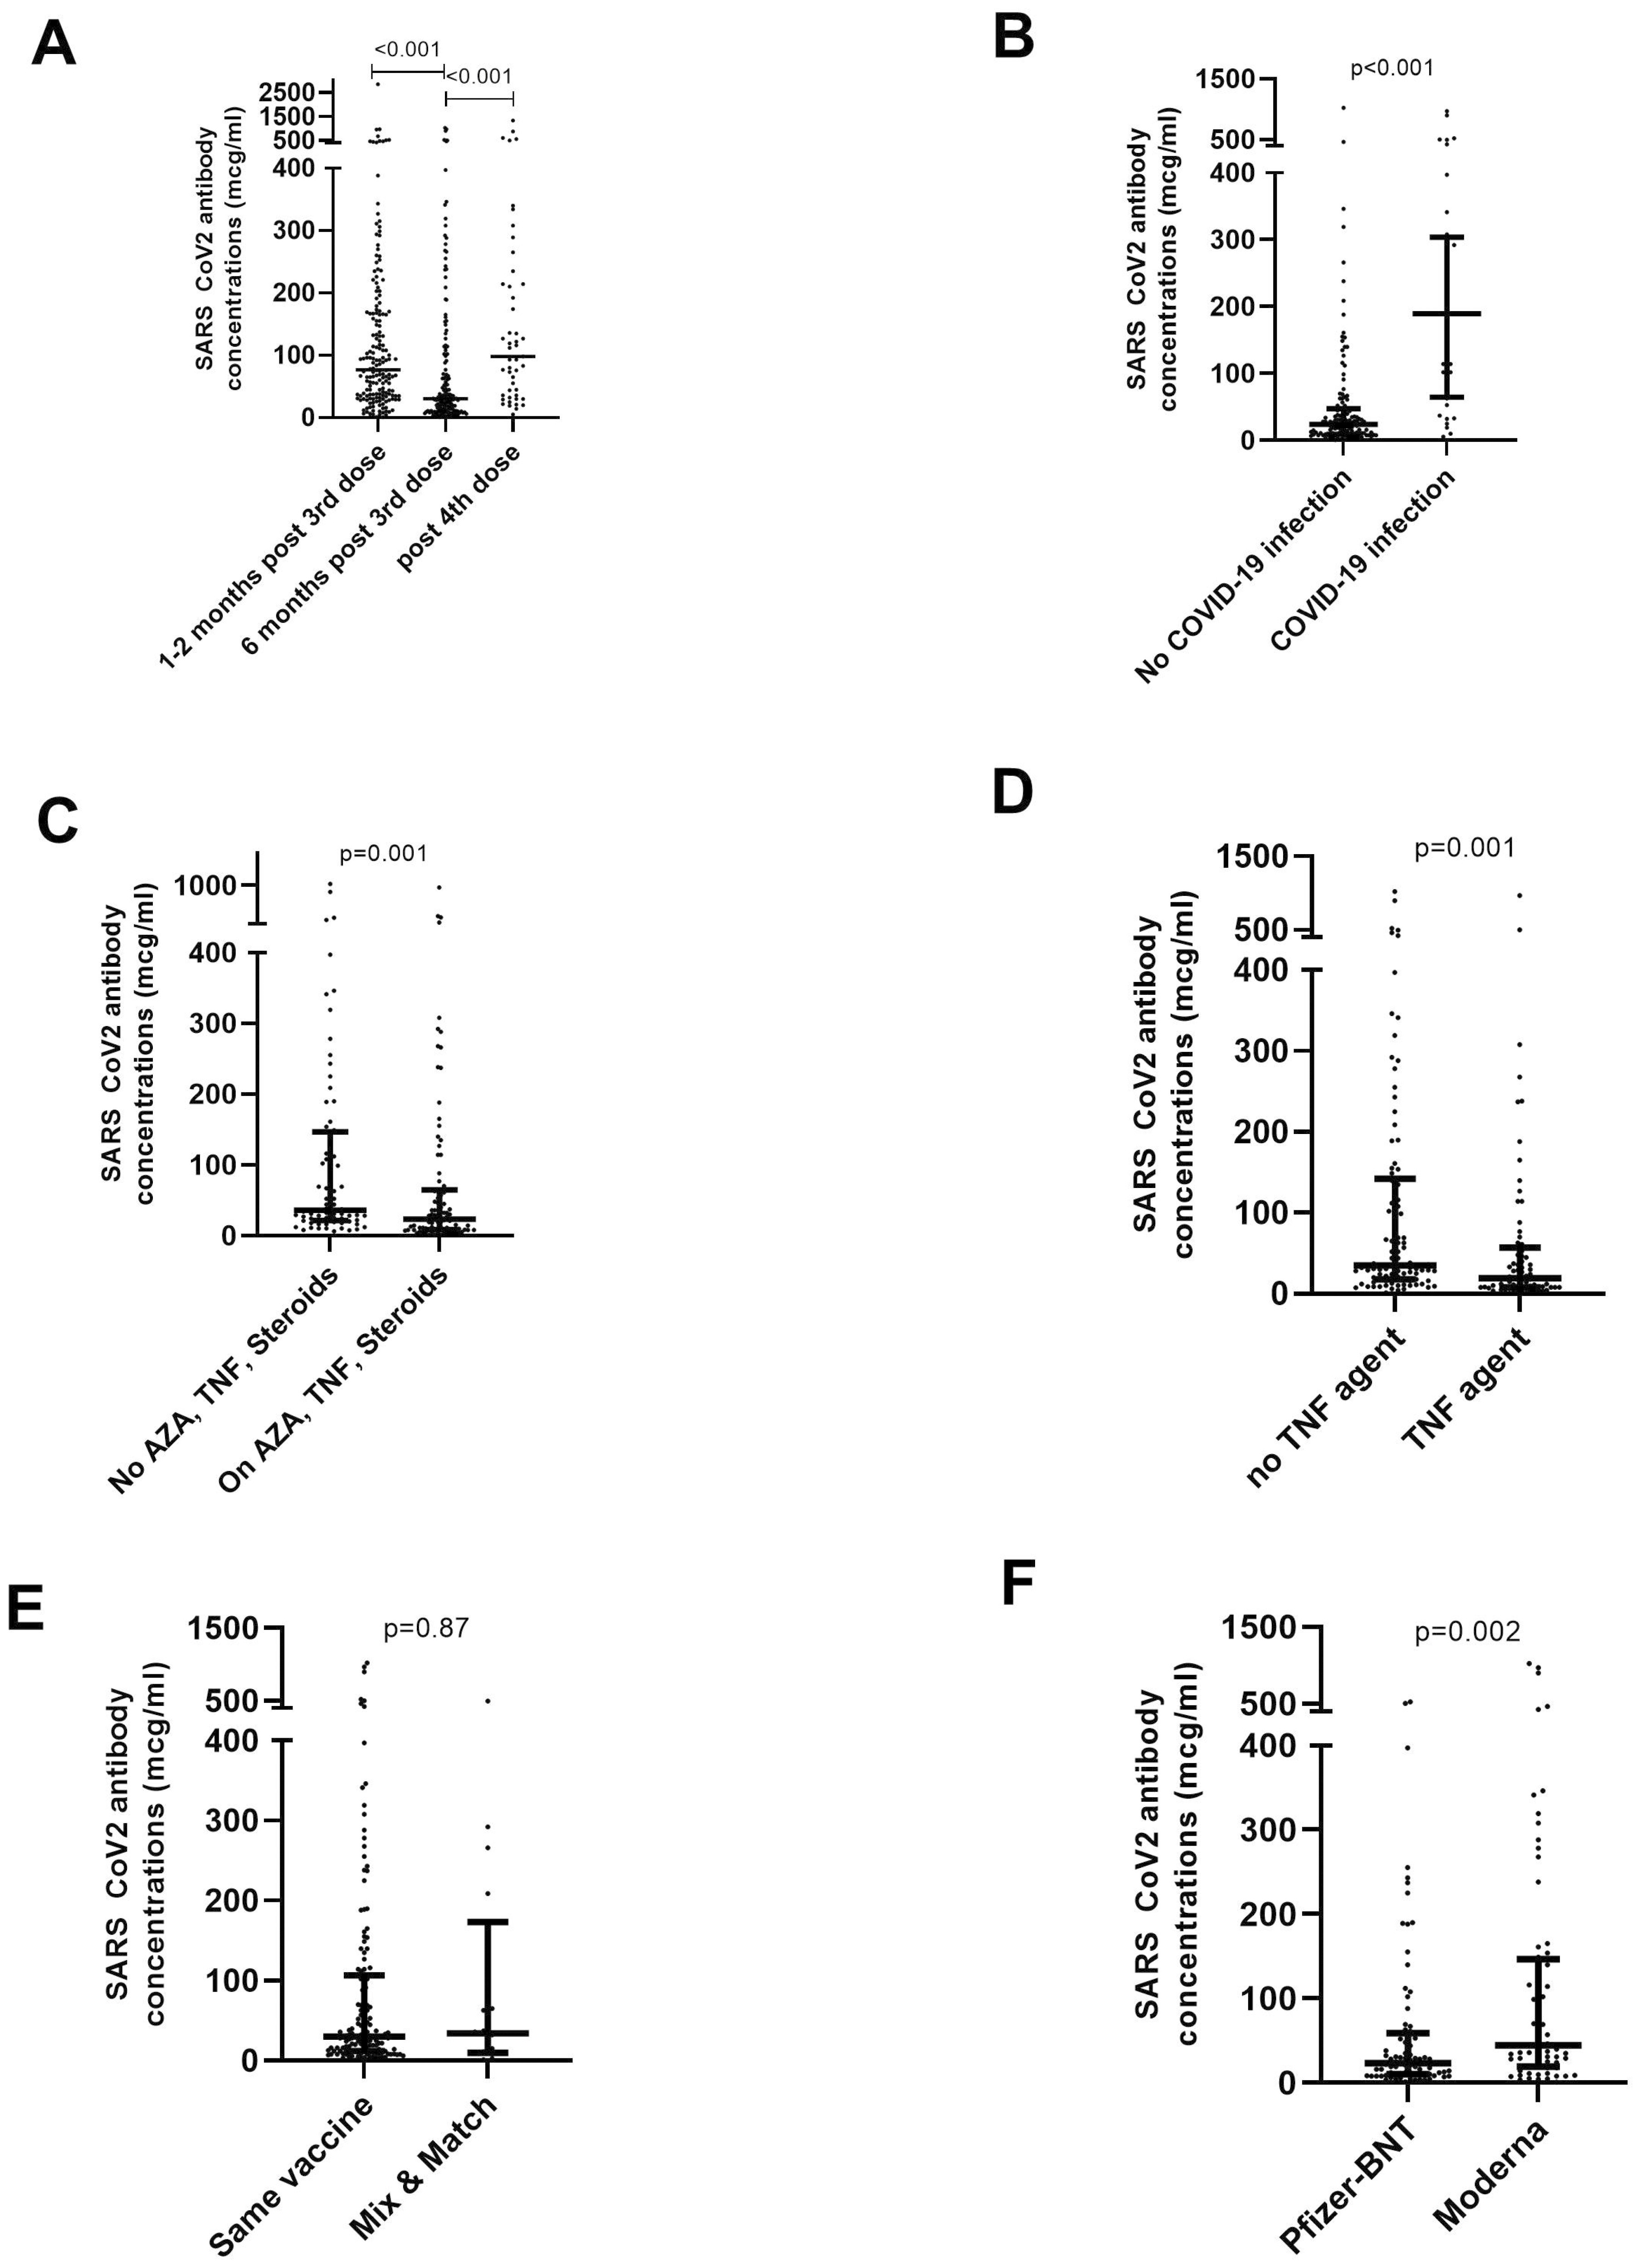 A
<0.001
<0.001
SARS CoV2 antibody
concentrations (mcg/ml)
2500
1500
500
400
300
200
100
0
1-2 months post 3rd dose
6 months post 3rd dose
post 4th dose
B
p<0.001
SARS CoV2 antibody
concentrations (mcg/ml)
1500
500
400
300
200
100
0
No COVID-19 infection
COVID-19 infection
C
p=0.001
SARS CoV2 antibody
concentrations (mcg/ml)
1000
400
300
200
100
0
No AZA, TNF, Steroids
On AZA, TNF, Steroids
D
p=0.001
SARS CoV2 antibody
concentrations (mcg/ml)
1500
500
400
300
200
100
0
no TNF agent
TNF agent
E
p=0.87
SARS CoV2 antibody
concentrations (mcg/ml)
1500
500
400
300
200
100
0
Same vaccine
Mix & Match
F
p=0.002
SARS CoV2 antibody
concentrations (mcg/ml)
1500
500
400
300
200
100
0
Pfizer-BNT
Moderna